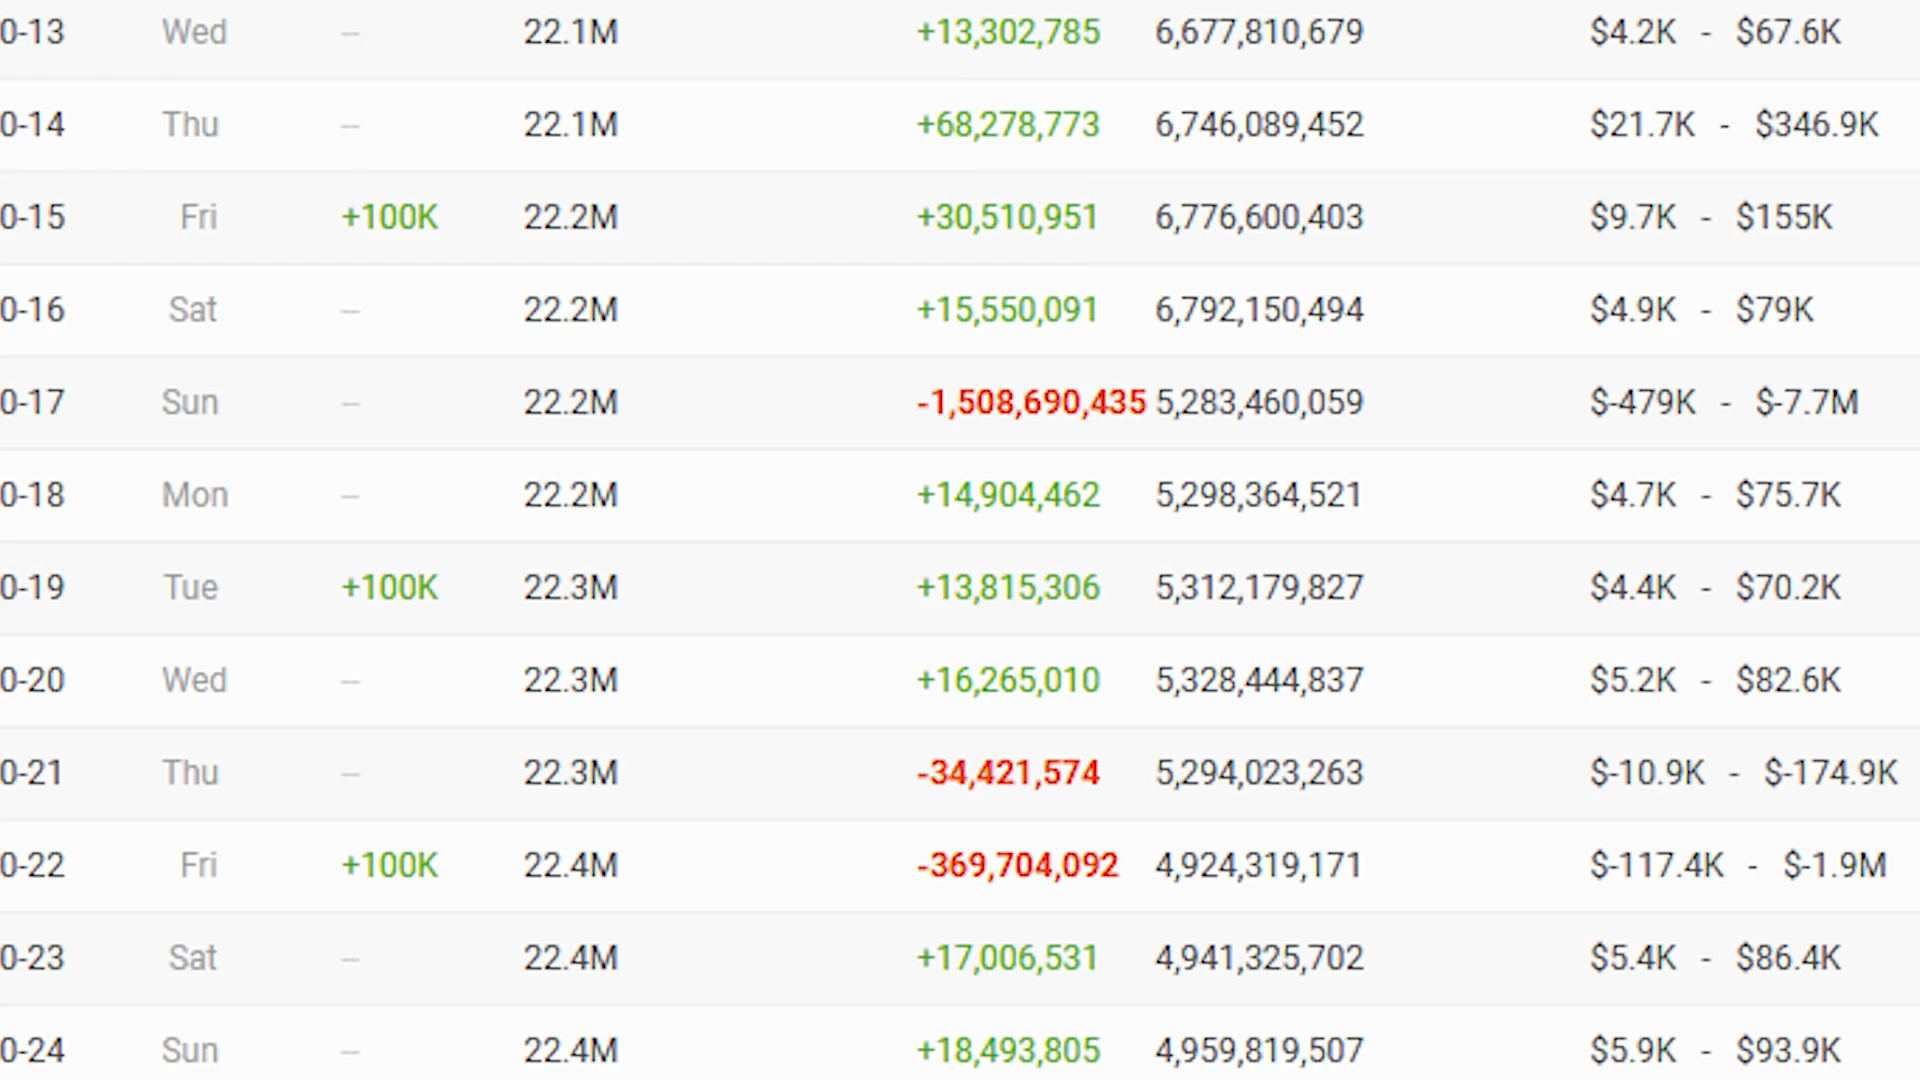 0-13 Wed – 22.1M +13,302,785 6,677,810,679 $4.2K - $67.6K
0-14 Thu – 22.1M +68,278,773 6,746,089,452 $21.7K - $346.9K
0-15 Fri +100K 22.2M +30,510,951 6,776,600,403 $9.7K - $155K
0-16 Sat – 22.2M +15,550,091 6,792,150,494 $4.9K - $79K
0-17 Sun – 22.2M -1,508,690,435 5,283,460,059 $-479K - $-7.7M
0-18 Mon – 22.2M +14,904,462 5,298,364,521 $4.7K - $75.7K
0-19 Tue +100K 22.3M +13,815,306 5,312,179,827 $4.4K - $70.2K
0-20 Wed – 22.3M +16,265,010 5,328,444,837 $5.2K - $82.6K
0-21 Thu – 22.3M -34,421,574 5,294,023,263 $-10.9K - $-174.9K
0-22 Fri +100K 22.4M -369,704,092 4,924,319,171 $-117.4K - $-1.9M
0-23 Sat – 22.4M +17,006,531 4,941,325,702 $5.4K - $86.4K
0-24 Sun – 22.4M +18,493,805 4,959,819,507 $5.9K - $93.9K